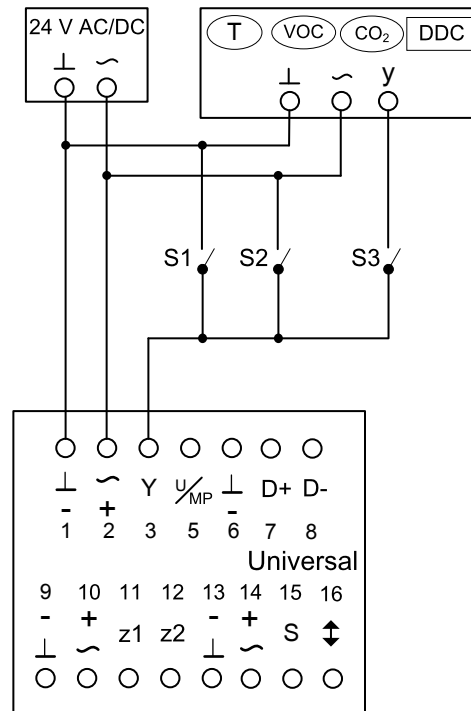 24 V AC/DC
⊥ ~
T VOC CO₂ DDC
⊥ ~ y
S1 S2 S3
⊥ ~ Y U/MP ⊥ D+ D-
- + -
1 2 3 5 6 7 8
Universal
9 10 11 12 13 14 15 16
- + z1 z2 - + S ↕
⊥ ~ ⊥ ~